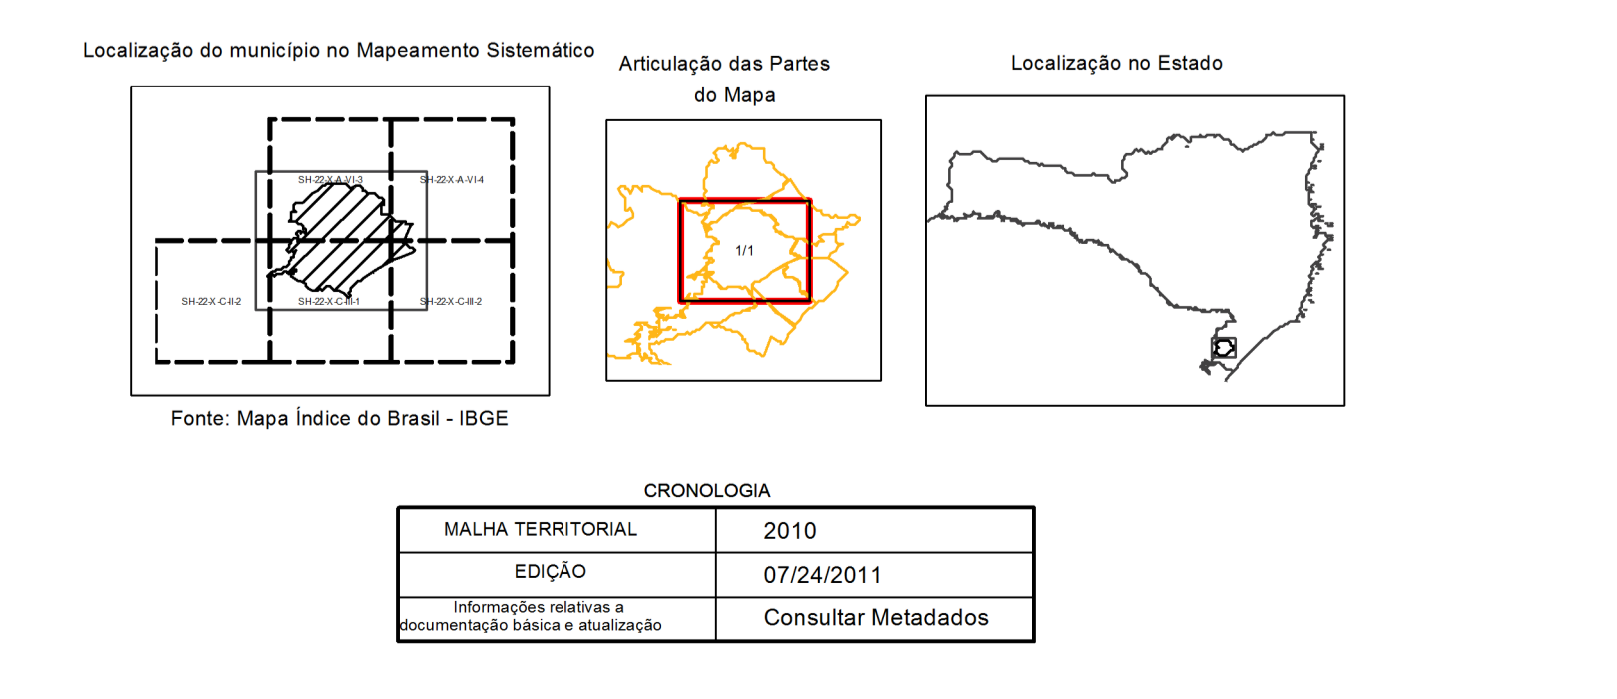 Localização do município no Mapeamento Sistemático
Articulação das Partes
do Mapa
Localização no Estado
SH-22-X-A-VI-3
SH-22-X-A-VI-4
1/1
SH-22-X-C-II-2
SH-22-X-C-III-1
SH-22-X-C-III-2
Fonte: Mapa Índice do Brasil - IBGE
CRONOLOGIA
MALHA TERRITORIAL
2010
EDIÇÃO
07/24/2011
Informações relativas a
documentação básica e atualização
Consultar Metadados